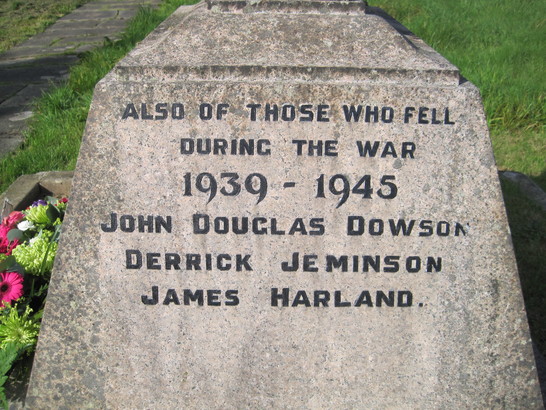 ALSO OF THOSE WHO FELL
DURING THE WAR
1939 - 1945
JOHN DOUGLAS DOWSON
DERRICK JEMINSON
JAMES HARLAND.